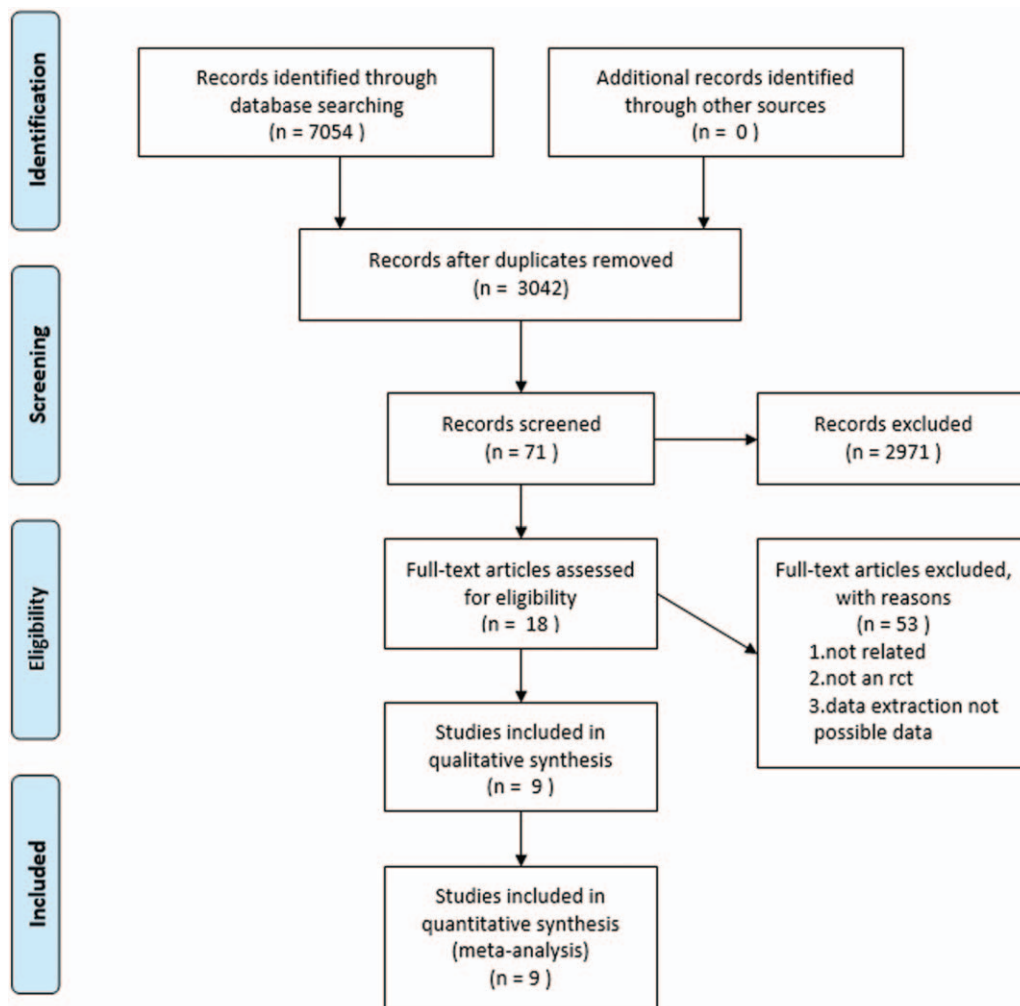 Identification
Records identified through
database searching
(n = 7054 )
Additional records identified
through other sources
(n = 0 )
Records after duplicates removed
(n = 3042)
Screening
Records screened
(n = 71 )
Records excluded
(n = 2971 )
Eligibility
Full-text articles assessed
for eligibility
(n = 18 )
Full-text articles excluded,
with reasons
(n = 53 )
1.not related
2.not an rct
3.data extraction not
possible data
Studies included in
qualitative synthesis
(n = 9 )
Included
Studies included in
quantitative synthesis
(meta-analysis)
(n = 9 )